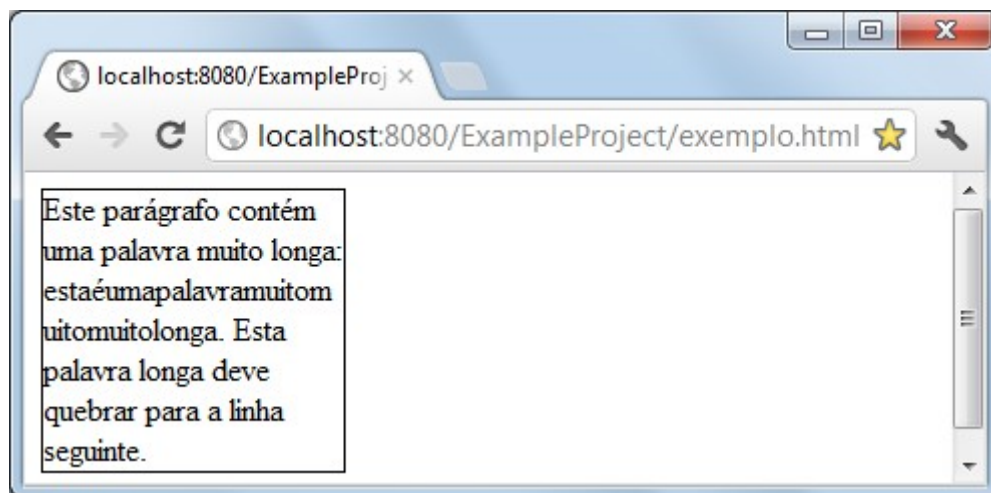 localhost:8080/ExampleProj
localhost:8080/ExampleProject/exemplo.html
Este parágrafo contém
uma palavra muito longa:
estaéumapalavramuitom
uitomuitolonga. Esta
palavra longa deve
quebrar para a linha
seguinte.